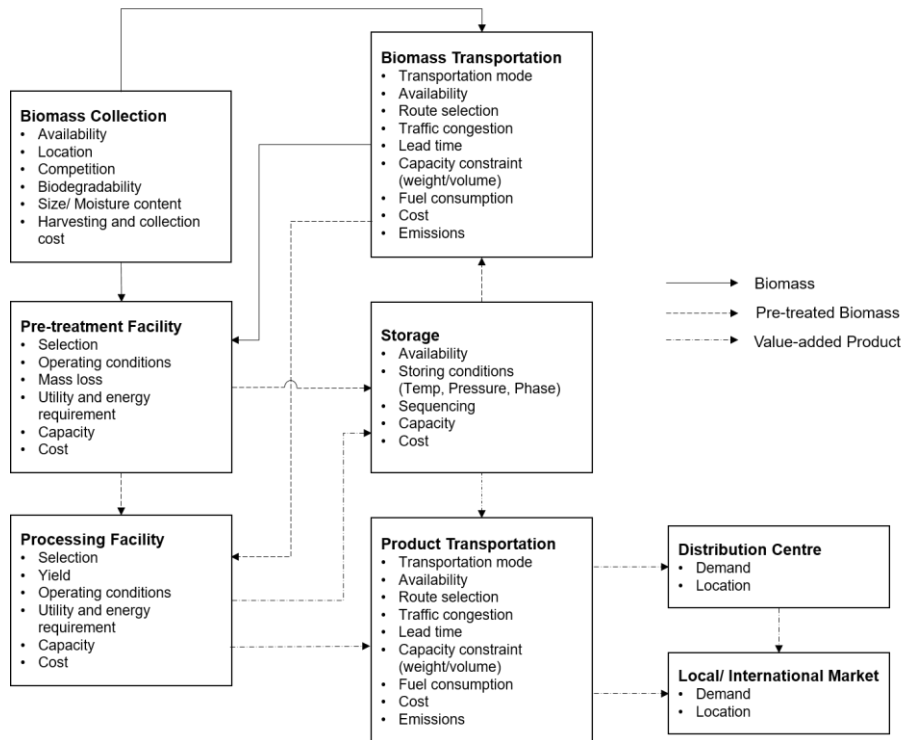 Biomass Transportation
• Transportation mode
• Availability
• Route selection
• Traffic congestion
• Lead time
• Capacity constraint
(weight/volume)
• Fuel consumption
• Cost
• Emissions
Biomass Collection
• Availability
• Location
• Competition
• Biodegradability
• Size/ Moisture content
• Harvesting and collection
cost
Biomass
Pre-treated Biomass
Value-added Product
Pre-treatment Facility
• Selection
• Operating conditions
• Mass loss
• Utility and energy
requirement
• Capacity
• Cost
Storage
• Availability
• Storing conditions
(Temp, Pressure, Phase)
• Sequencing
• Capacity
• Cost
Processing Facility
• Selection
• Yield
• Operating conditions
• Utility and energy
requirement
• Capacity
• Cost
Product Transportation
• Transportation mode
• Availability
• Route selection
• Traffic congestion
• Lead time
• Capacity constraint
(weight/volume)
• Fuel consumption
• Cost
• Emissions
Distribution Centre
• Demand
• Location
Local/ International Market
• Demand
• Location